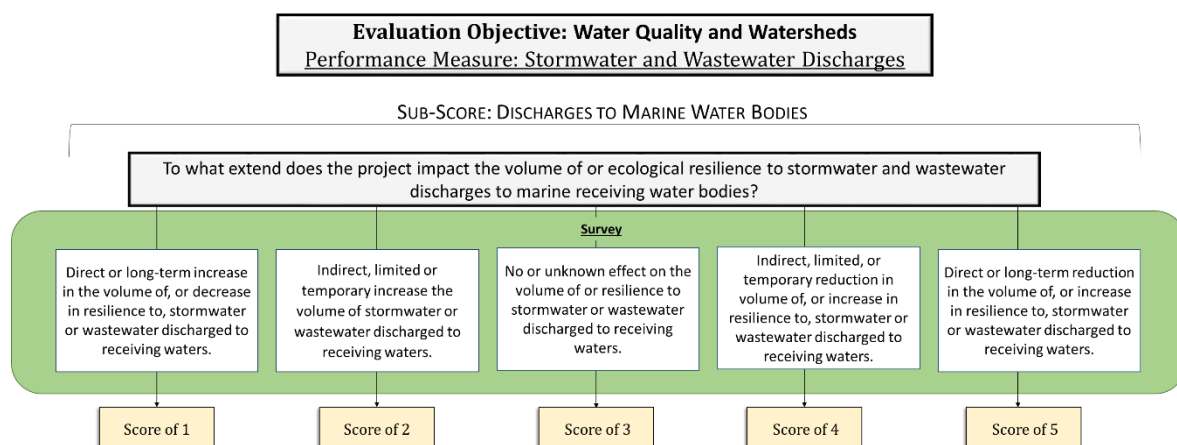 Evaluation Objective: Water Quality and Watersheds
Performance Measure: Stormwater and Wastewater Discharges
SUB-SCORE: DISCHARGES TO MARINE WATER BODIES
To what extend does the project impact the volume of or ecological resilience to stormwater and wastewater
discharges to marine receiving water bodies?
Survey
Direct or long-term increase
in the volume of, or decrease
in resilience to, stormwater
or wastewater discharged to
receiving waters.
Indirect, limited or
temporary increase the
volume of stormwater or
wastewater discharged to
receiving waters.
No or unknown effect on the
volume of or resilience to
stormwater or wastewater
discharged to receiving
waters.
Indirect, limited, or
temporary reduction in
volume of, or increase in
resilience to, stormwater or
wastewater discharged to
receiving waters.
Direct or long-term reduction
in the volume of, or increase
in resilience to, stormwater
or wastewater discharged to
receiving waters.
Score of 1
Score of 2
Score of 3
Score of 4
Score of 5